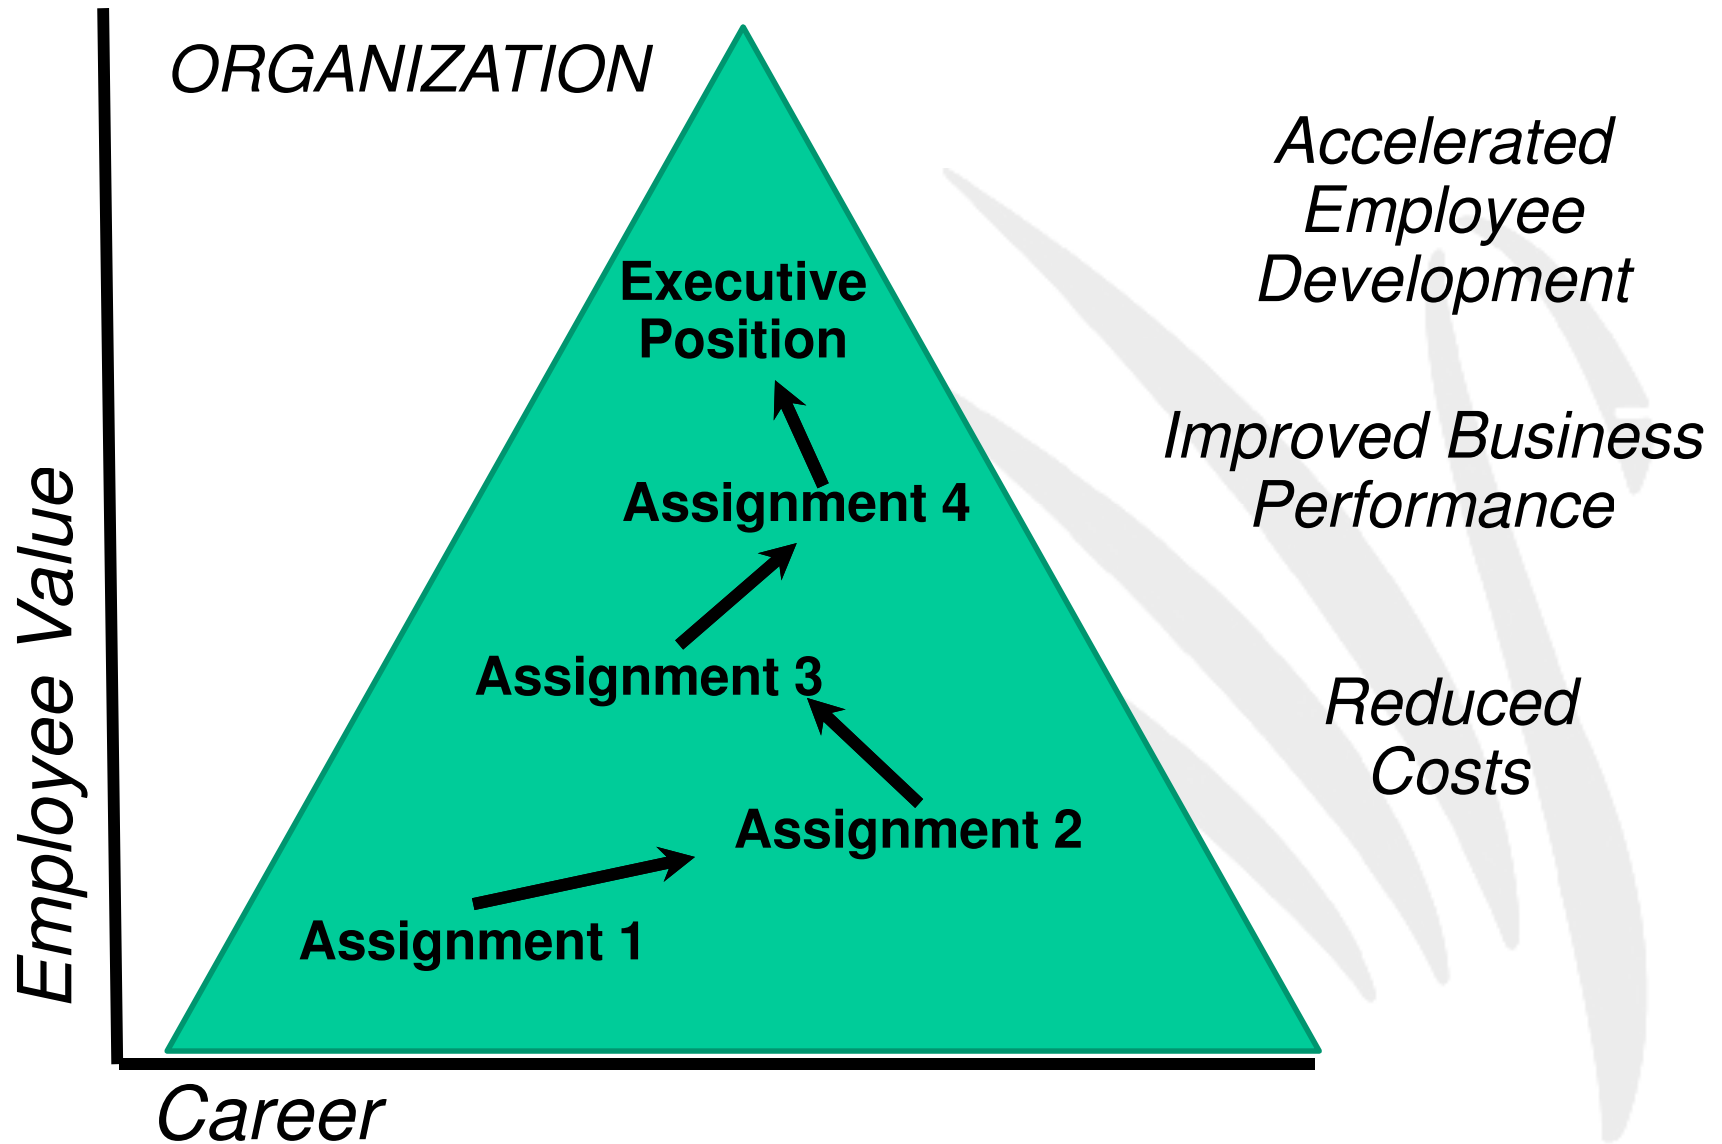 ORGANIZATION
Accelerated
Employee
Development
Executive
Position
Improved Business
Performance
Assignment 4
Assignment 3
Reduced
Costs
Assignment 2
Assignment 1
Employee Value
Career